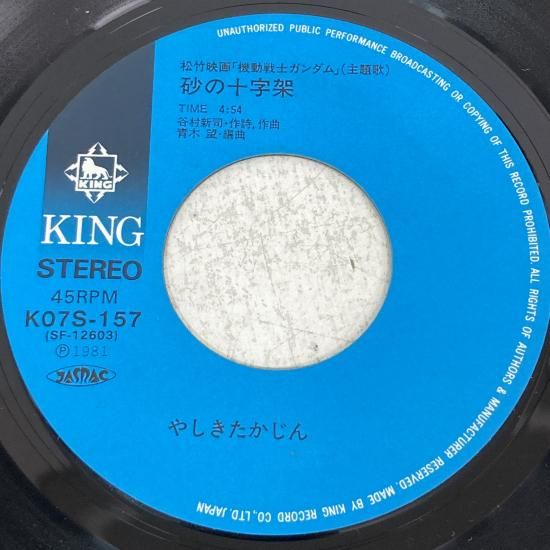 UNAUTHORIZED PUBLIC PERFORMANCE BROADCASTING OR COPYING OF THIS RECORD PROHIBITED. ALL RIGHTS OF AUTHORS & MANUFACTURER RESERVED. MADE BY KING RECORD CO., LTD. JAPAN
松竹映画「機動戦士ガンダム」(主題歌)
砂の十字架
TIME 4:54
谷村新司・作詩,作曲
青木 望・編曲
KING
KING
STEREO
45RPM
K07S-157
(SF-12603)
Ⓟ1981
JASRAC
やしきたかじん